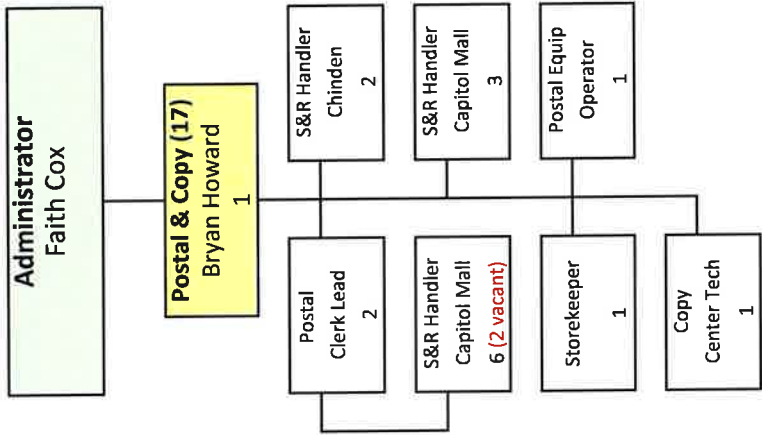 Administrator
Faith Cox
Postal & Copy (17)
Bryan Howard
1
Postal
Clerk Lead
2
S&R Handler
Chinden
2
S&R Handler
Capitol Mall
6 (2 vacant)
S&R Handler
Capitol Mall
3
Storekeeper
1
Postal Equip
Operator
1
Copy
Center Tech
1